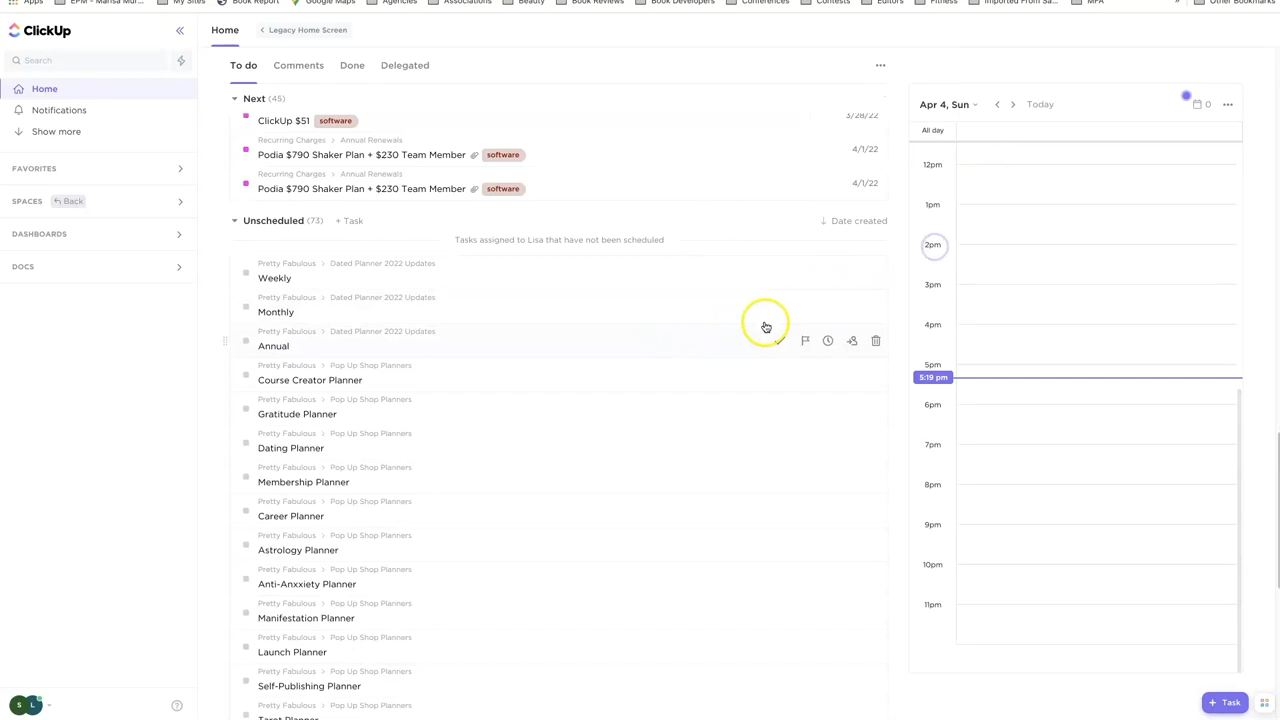 Apps
EPM - Marisa Mur...
My Sites
Book Report
Google Maps
Agencies
Associations
Beauty
Book Reviews
Book Developers
Conferences
Contests
Editors
Fitness
Imported From Sa...
MPA
»
Other Bookmarks
ClickUp
«
Home
Legacy Home Screen
Search
Home
Notifications
Show more
FAVORITES
SPACES
Back
DASHBOARDS
DOCS
S
L
To do
Comments
Done
Delegated
Next (45)
ClickUp $51 software 3/28/22
Recurring Charges > Annual Renewals
Podia $790 Shaker Plan + $230 Team Member software 4/1/22
Recurring Charges > Annual Renewals
Podia $790 Shaker Plan + $230 Team Member software 4/1/22
Unscheduled (73) + Task ↓ Date created
Tasks assigned to Lisa that have not been scheduled
Pretty Fabulous > Dated Planner 2022 Updates
Weekly
Pretty Fabulous > Dated Planner 2022 Updates
Monthly
Pretty Fabulous > Dated Planner 2022 Updates
Annual
Pretty Fabulous > Pop Up Shop Planners
Course Creator Planner
Pretty Fabulous > Pop Up Shop Planners
Gratitude Planner
Pretty Fabulous > Pop Up Shop Planners
Dating Planner
Pretty Fabulous > Pop Up Shop Planners
Membership Planner
Pretty Fabulous > Pop Up Shop Planners
Career Planner
Pretty Fabulous > Pop Up Shop Planners
Astrology Planner
Pretty Fabulous > Pop Up Shop Planners
Anti-Anxxiety Planner
Pretty Fabulous > Pop Up Shop Planners
Manifestation Planner
Pretty Fabulous > Pop Up Shop Planners
Launch Planner
Pretty Fabulous > Pop Up Shop Planners
Self-Publishing Planner
Pretty Fabulous > Pop Up Shop Planners
Tarot Planner
Apr 4, Sun
Today
0
All day
12pm
1pm
2pm
3pm
4pm
5pm
5:19 pm
6pm
7pm
8pm
9pm
10pm
11pm
+ Task